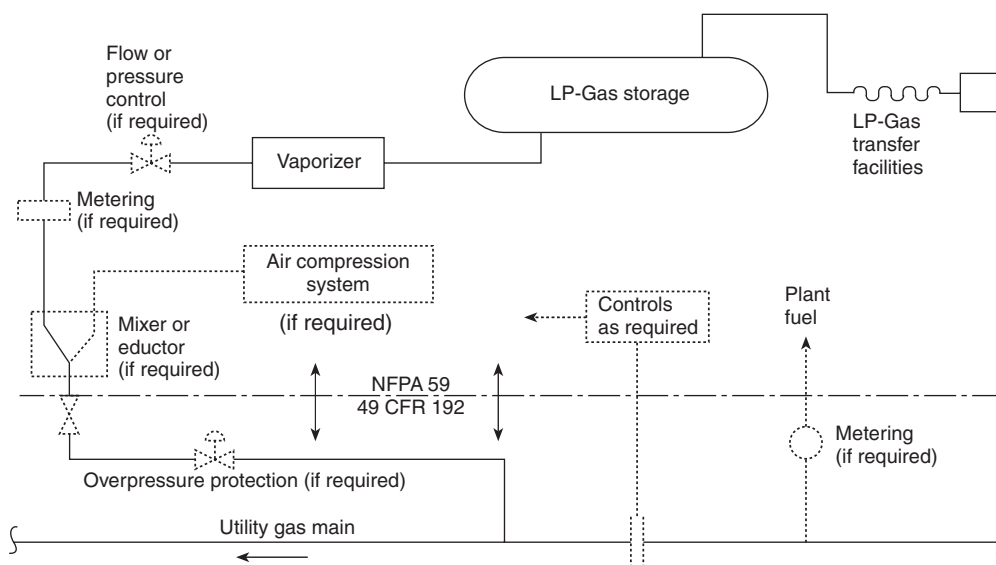 Flow or
pressure
control
(if required)
LP-Gas storage
LP-Gas
transfer
facilities
Vaporizer
Metering
(if required)
Air compression
system
(if required)
Mixer or
eductor
(if required)
Controls
as required
Plant
fuel
NFPA 59
49 CFR 192
Metering
(if required)
Overpressure protection (if required)
Utility gas main